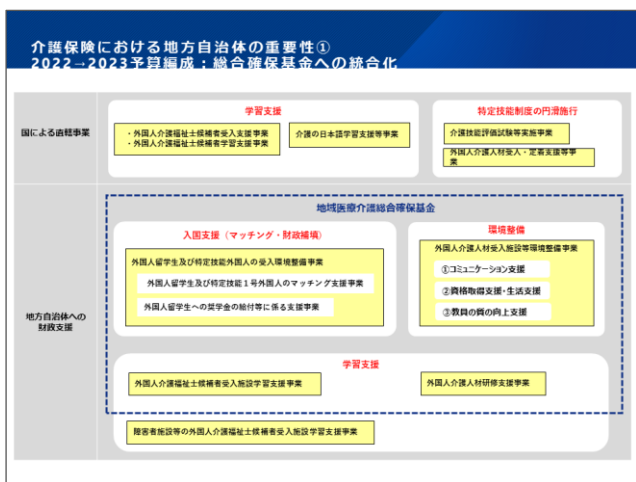 介護保険における地方自治体の重要性①
2022→2023予算編成：総合確保基金への統合化
国による直轄事業
学習支援
・外国人介護福祉士候補者受入支援事業
・外国人介護福祉士候補者学習支援事業
介護の日本語学習支援等事業
特定技能制度の円滑施行
介護技能評価試験等実施事業
外国人介護人材受入・定着支援等事
業
地方自治体への
財政支援
地域医療介護総合確保基金
入国支援（マッチング・財政補填）
外国人留学生及び特定技能外国人の受入環境整備事業
外国人留学生及び特定技能１号外国人のマッチング支援事業
外国人留学生への奨学金の給付等に係る支援事業
環境整備
外国人介護人材受入施設等環境整備事業
①コミュニケーション支援
②資格取得支援・生活支援
③教員の質の向上支援
学習支援
外国人介護福祉士候補者受入施設学習支援事業
外国人介護人材研修支援事業
障害者施設等の外国人介護福祉士候補者受入施設学習支援事業